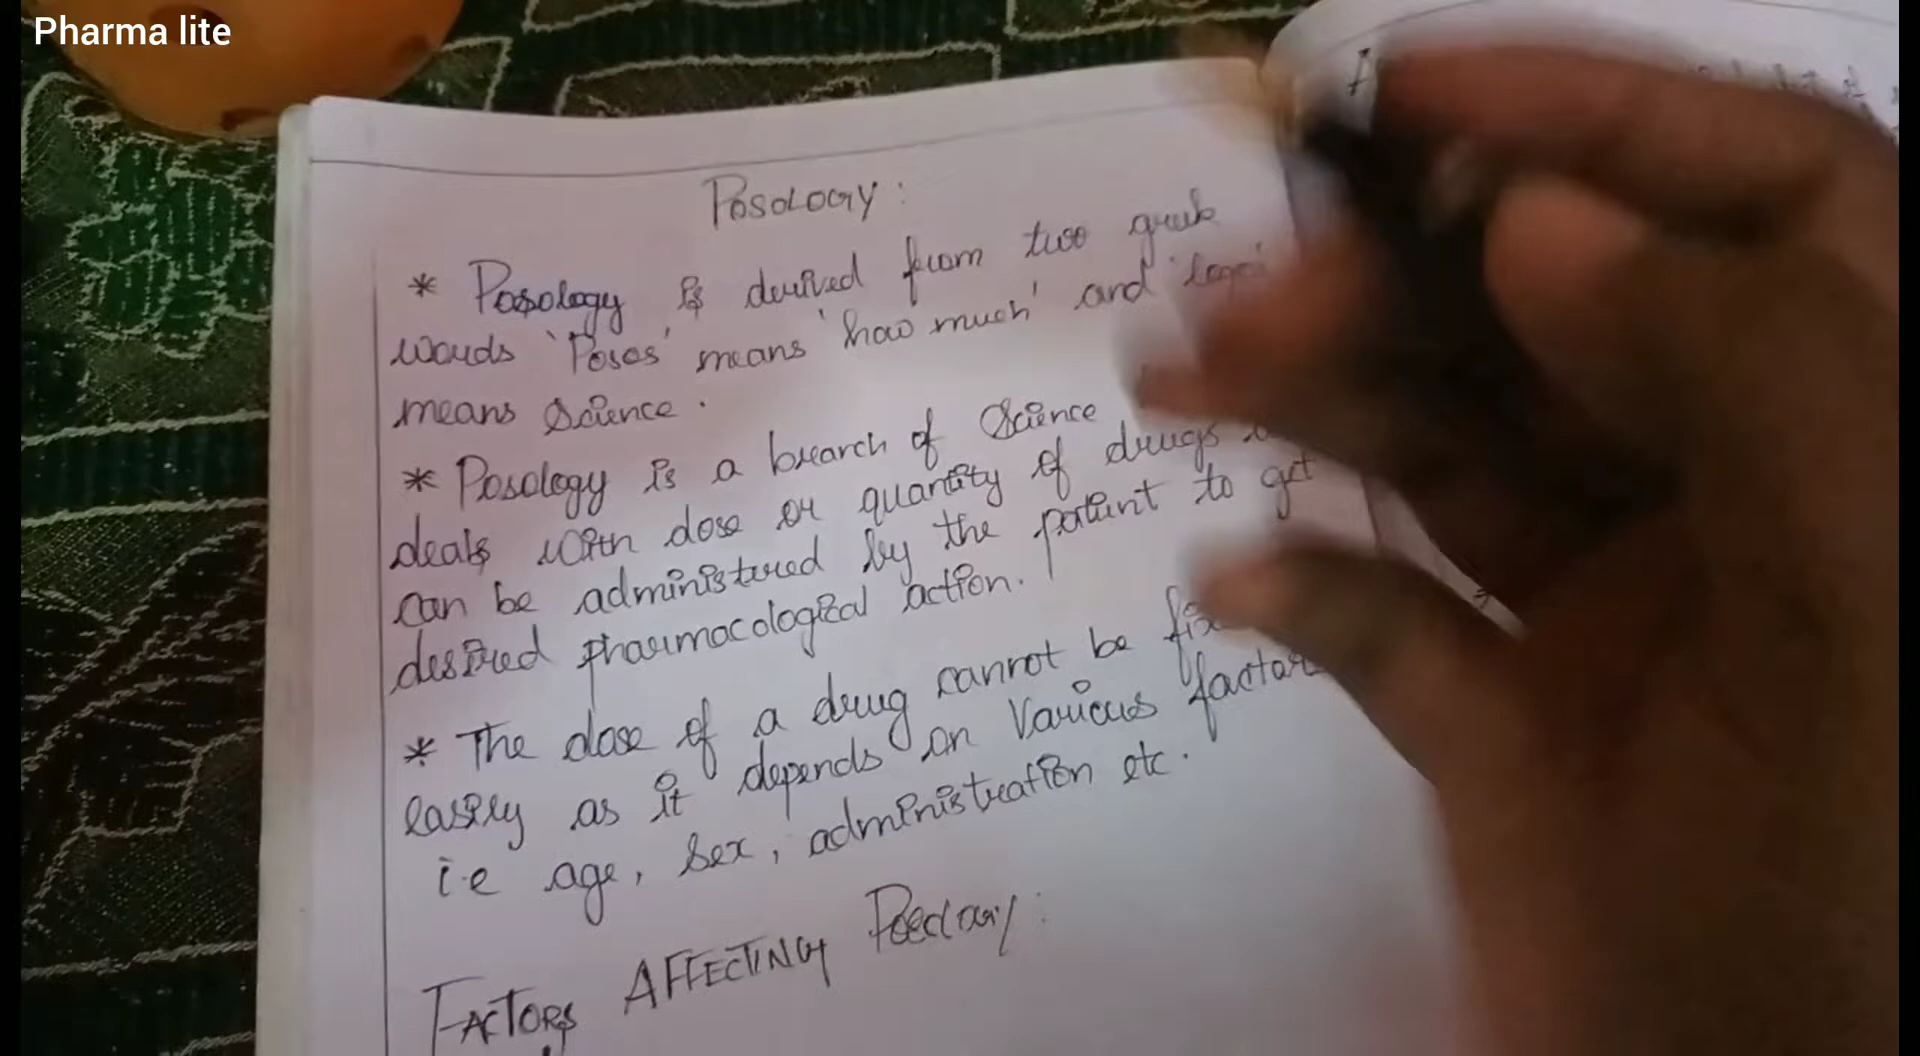 Pharma lite
POSOLOGY:
* Posology is derived from two greek
words 'Posos' means 'how much' and 'logos'
means science.
* Posology is a branch of Science
deals with dose or quantity of drugs
can be administered by the patient to get
desired pharmacological action.
* The dose of a drug cannot be
easily as it depends on various factors
i.e age, sex, administration etc.
FACTORS AFFECTING